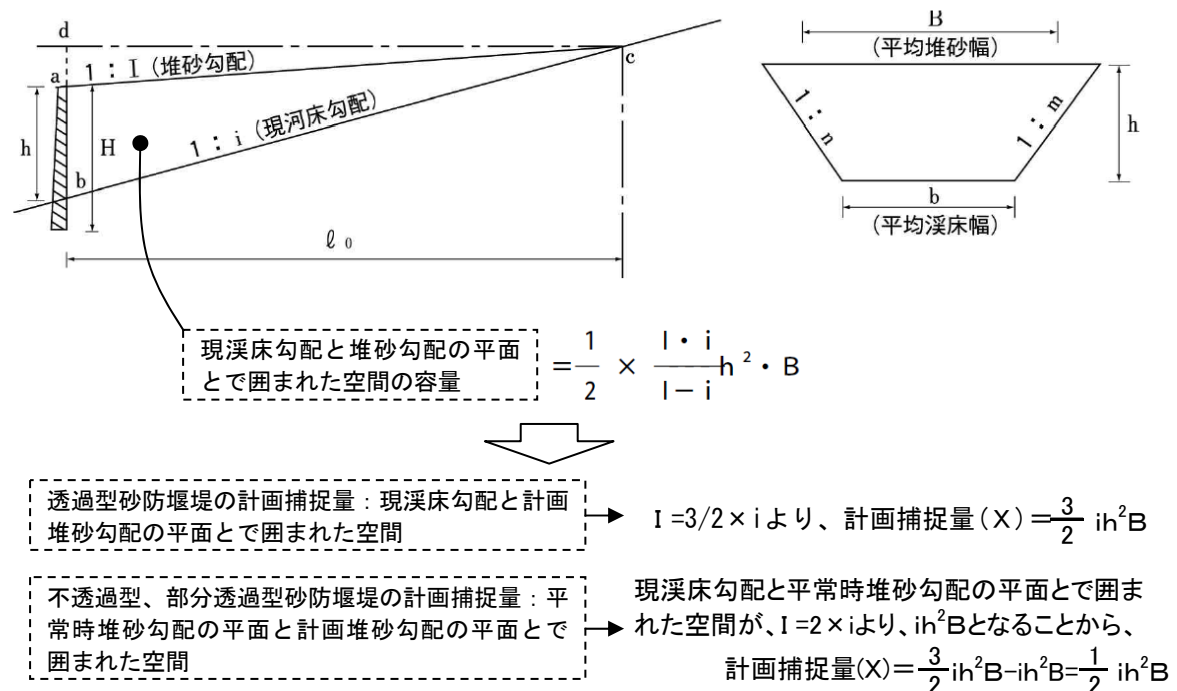 d
a
1：I（堆砂勾配）
c
h
H
b
1：i（現河床勾配）
ℓ₀
B
（平均堆砂幅）
1：n
1：m
h
b
（平均渓床幅）
現渓床勾配と堆砂勾配の平面
とで囲まれた空間の容量
＝1/2 × I・i/I−i h²・B
透過型砂防堰堤の計画捕捉量：現渓床勾配と計画
堆砂勾配の平面とで囲まれた空間
I=3/2×iより、計画捕捉量(X)＝3/2 ih²B
不透過型、部分透過型砂防堰堤の計画捕捉量：平
常時堆砂勾配の平面と計画堆砂勾配の平面とで
囲まれた空間
現渓床勾配と平常時堆砂勾配の平面とで囲ま
れた空間が、I=2×iより、ih²Bとなることから、
計画捕捉量(X)＝3/2 ih²B−ih²B=1/2 ih²B